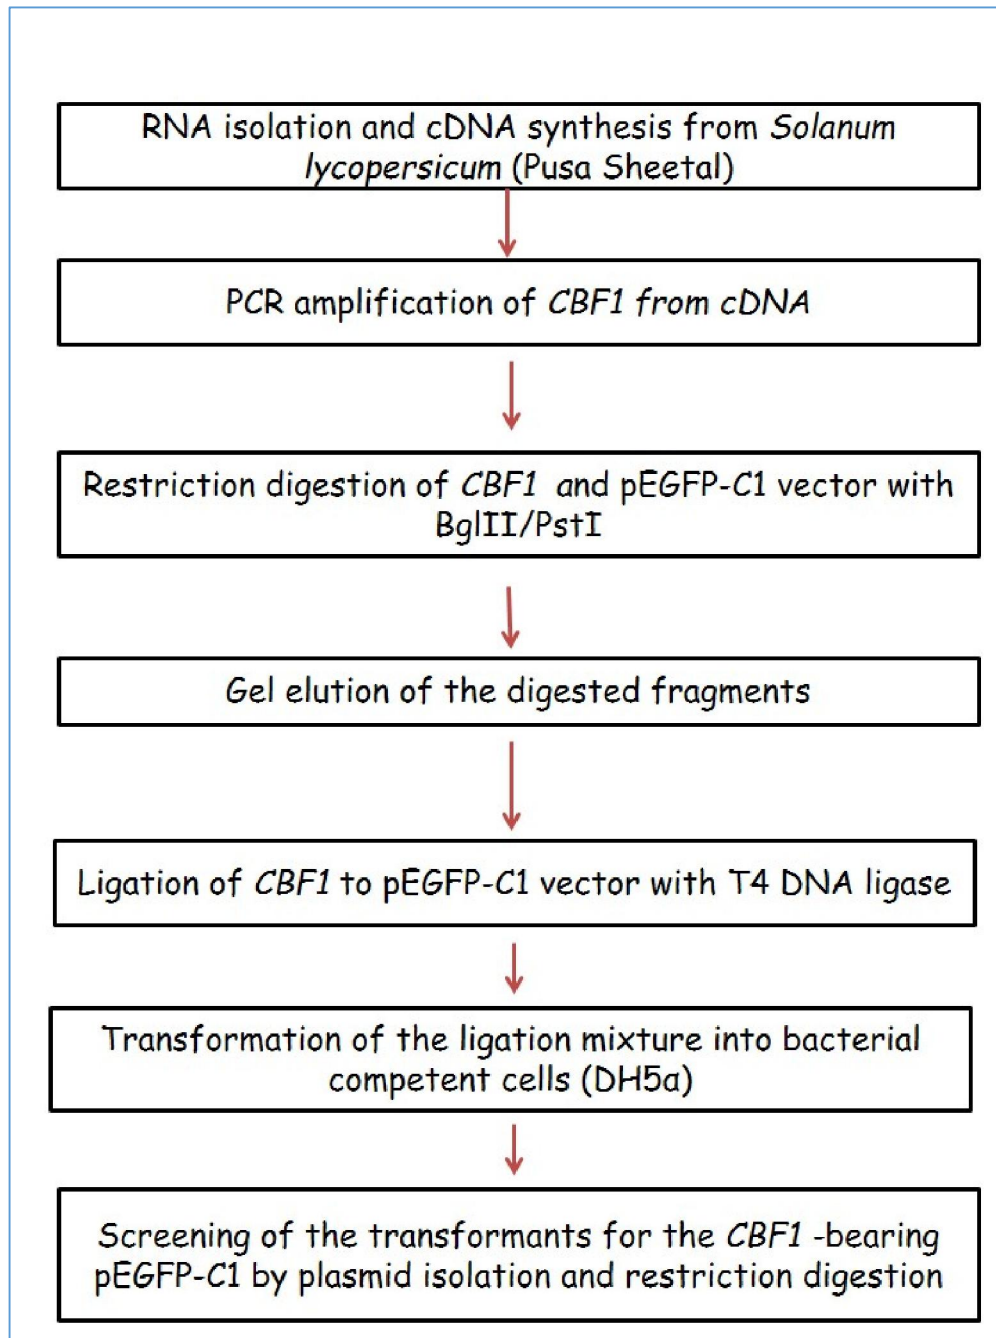 RNA isolation and cDNA synthesis from Solanum
lycopersicum (Pusa Sheetal)
PCR amplification of CBF1 from cDNA
Restriction digestion of CBF1 and pEGFP-C1 vector with
BglII/PstI
Gel elution of the digested fragments
Ligation of CBF1 to pEGFP-C1 vector with T4 DNA ligase
Transformation of the ligation mixture into bacterial
competent cells (DH5α)
Screening of the transformants for the CBF1 -bearing
pEGFP-C1 by plasmid isolation and restriction digestion